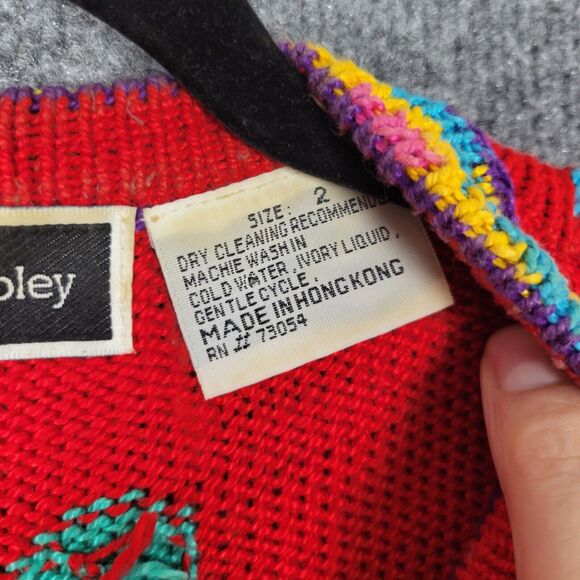 oley
SIZE: 2
DRY CLEANING RECOMMEND
MACHIE WASH IN
COLD WATER, IVORY LIQUID,
GENTLE CYCLE.
MADE IN HONG KONG
RN # 73054